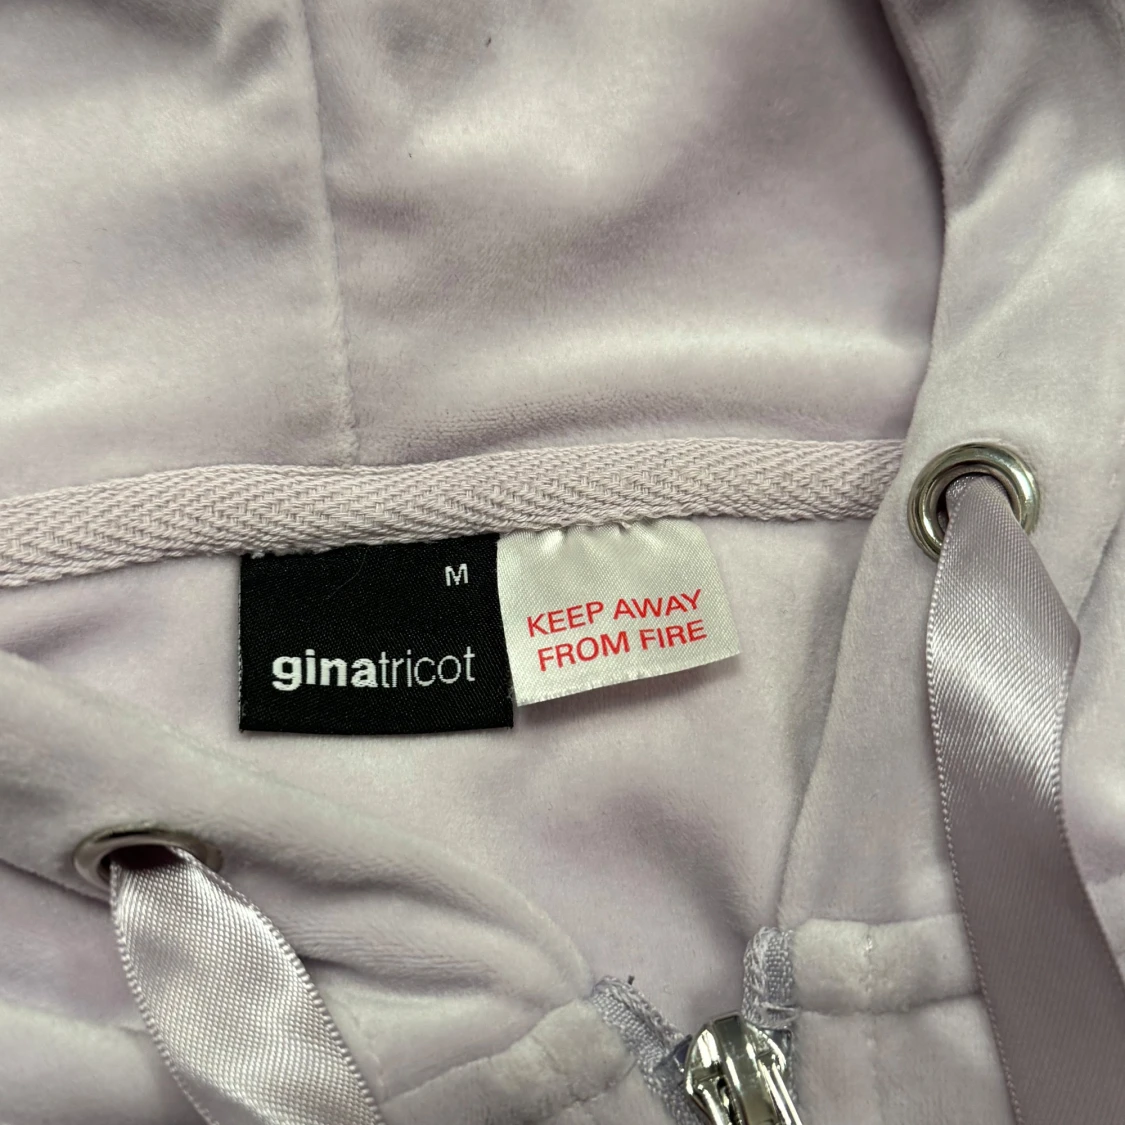 M
ginatricot
KEEP AWAY
FROM FIRE